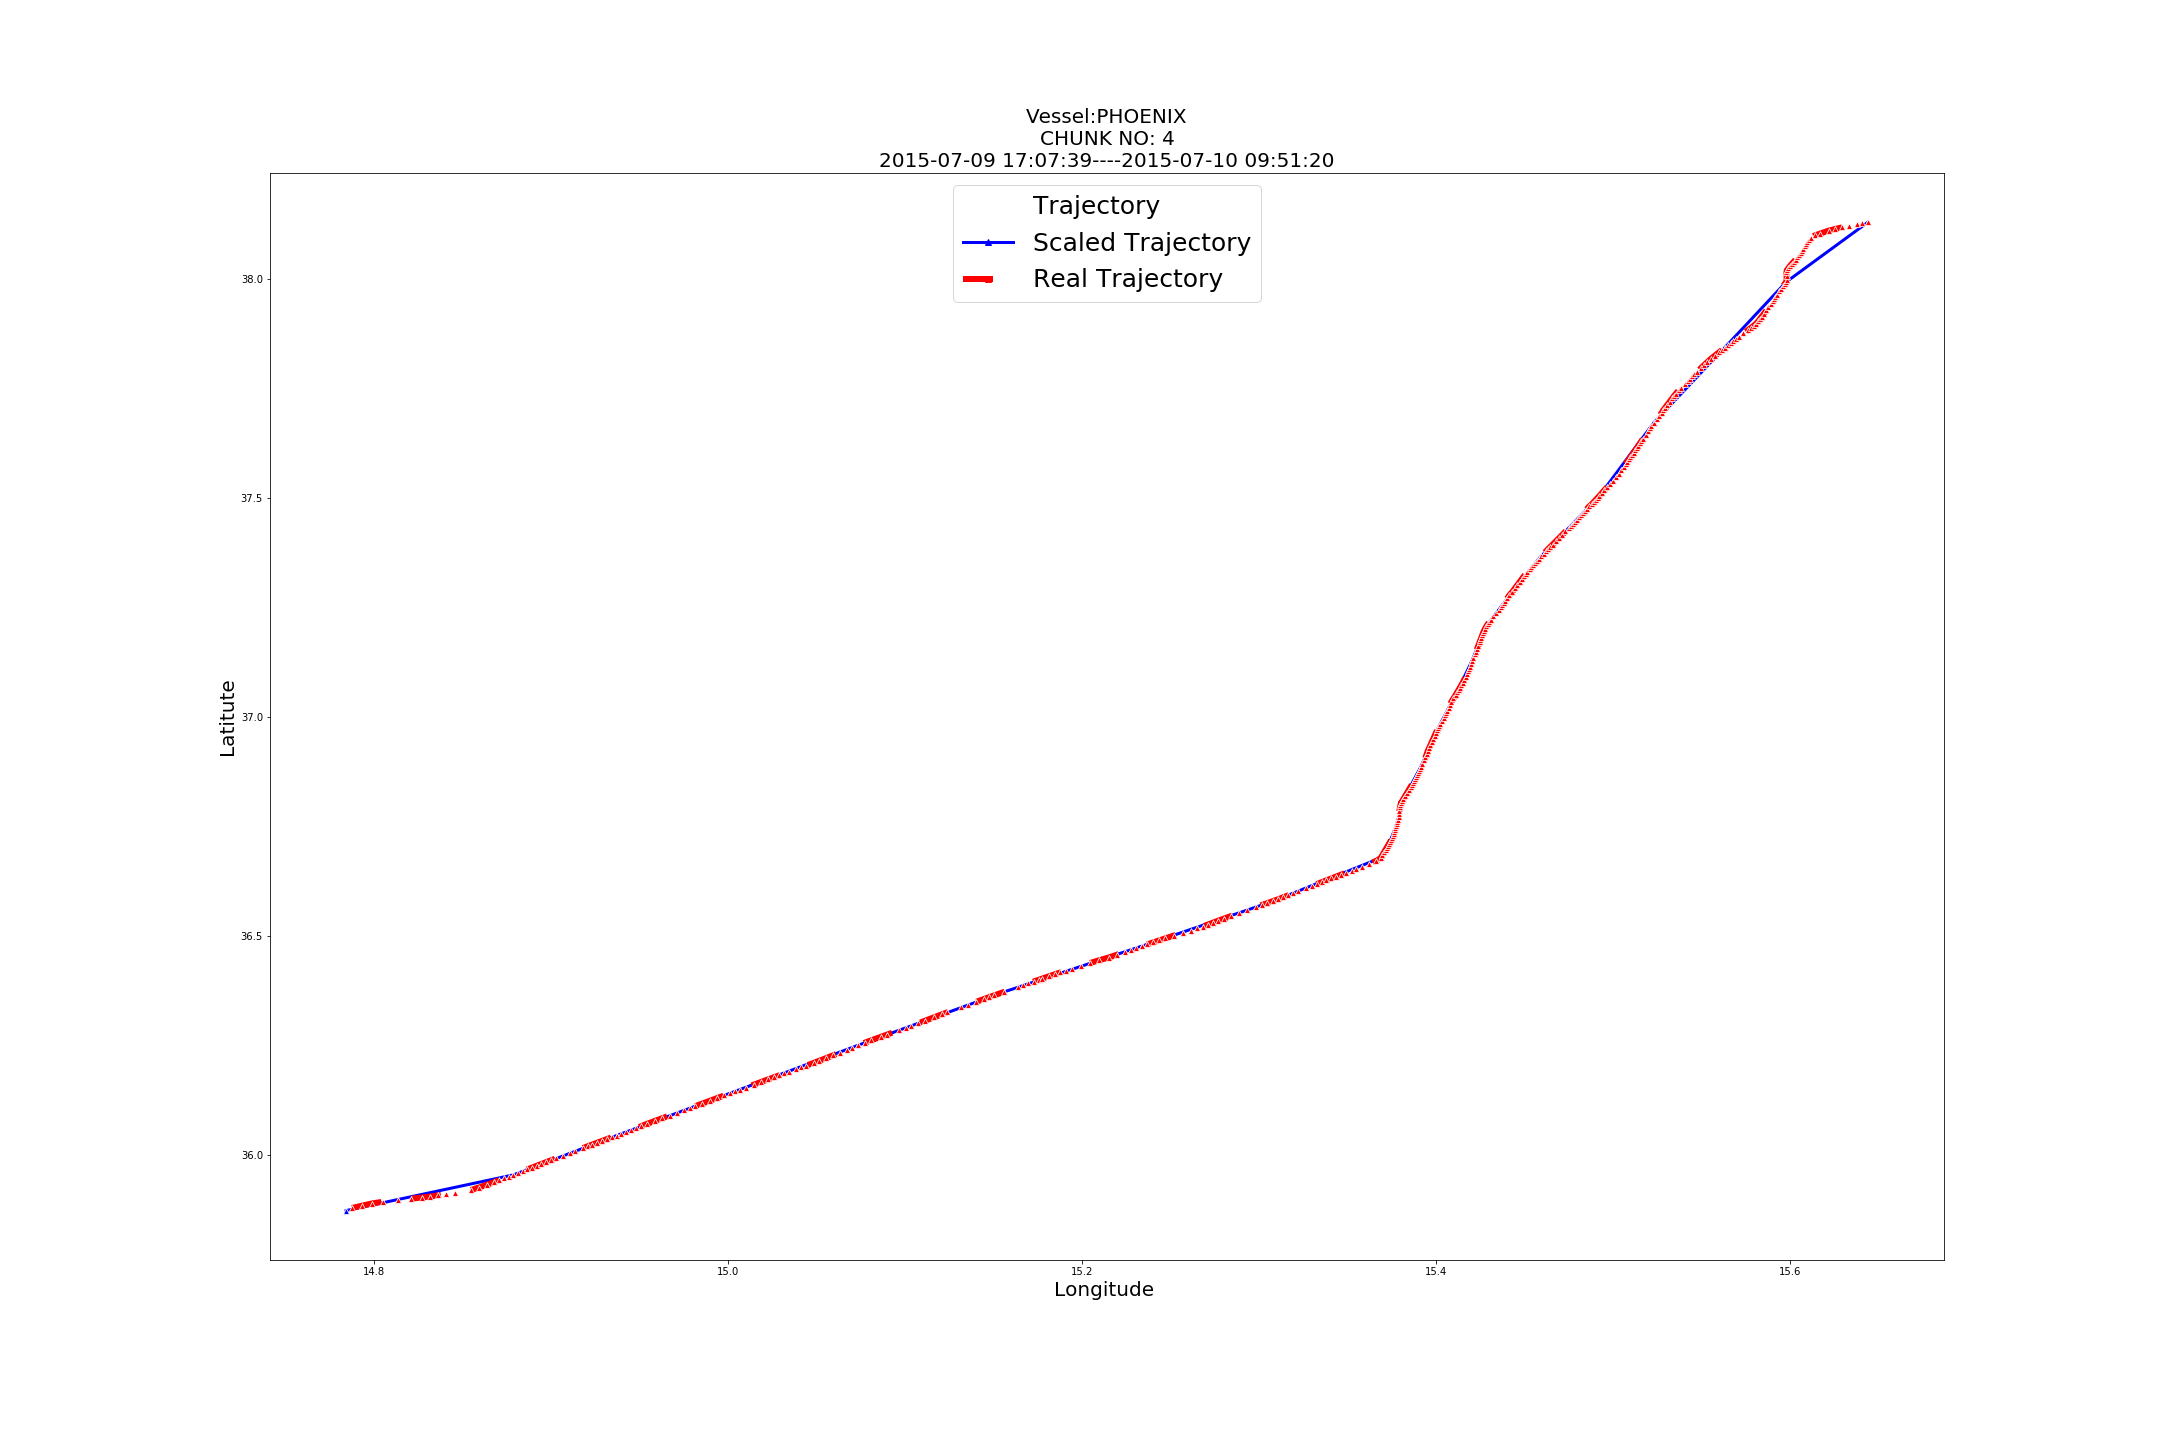 Vessel:PHOENIX
CHUNK NO: 4
2015-07-09 17:07:39----2015-07-10 09:51:20
Trajectory
Scaled Trajectory
Real Trajectory
38.0
37.5
37.0
36.5
36.0
Latitute
14.8
15.0
15.2
15.4
15.6
Longitude